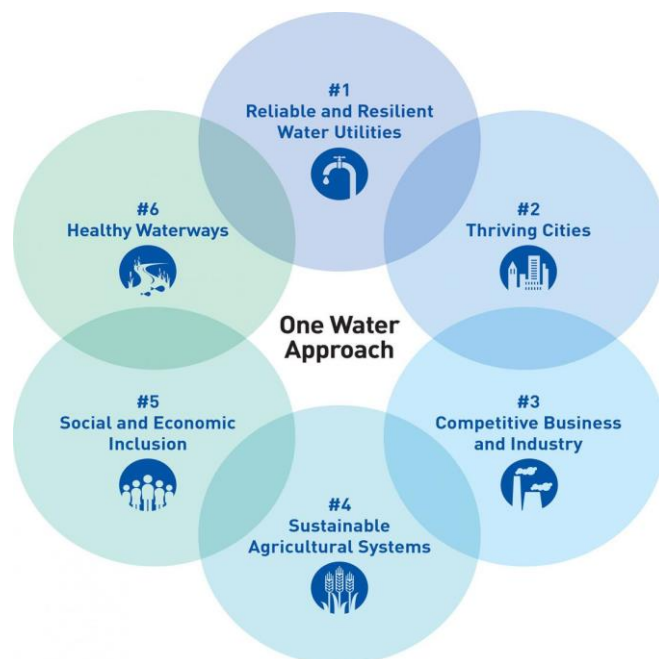 #1
Reliable and Resilient
Water Utilities
#2
Thriving Cities
#3
Competitive Business
and Industry
#4
Sustainable
Agricultural Systems
#5
Social and Economic
Inclusion
#6
Healthy Waterways
One Water
Approach